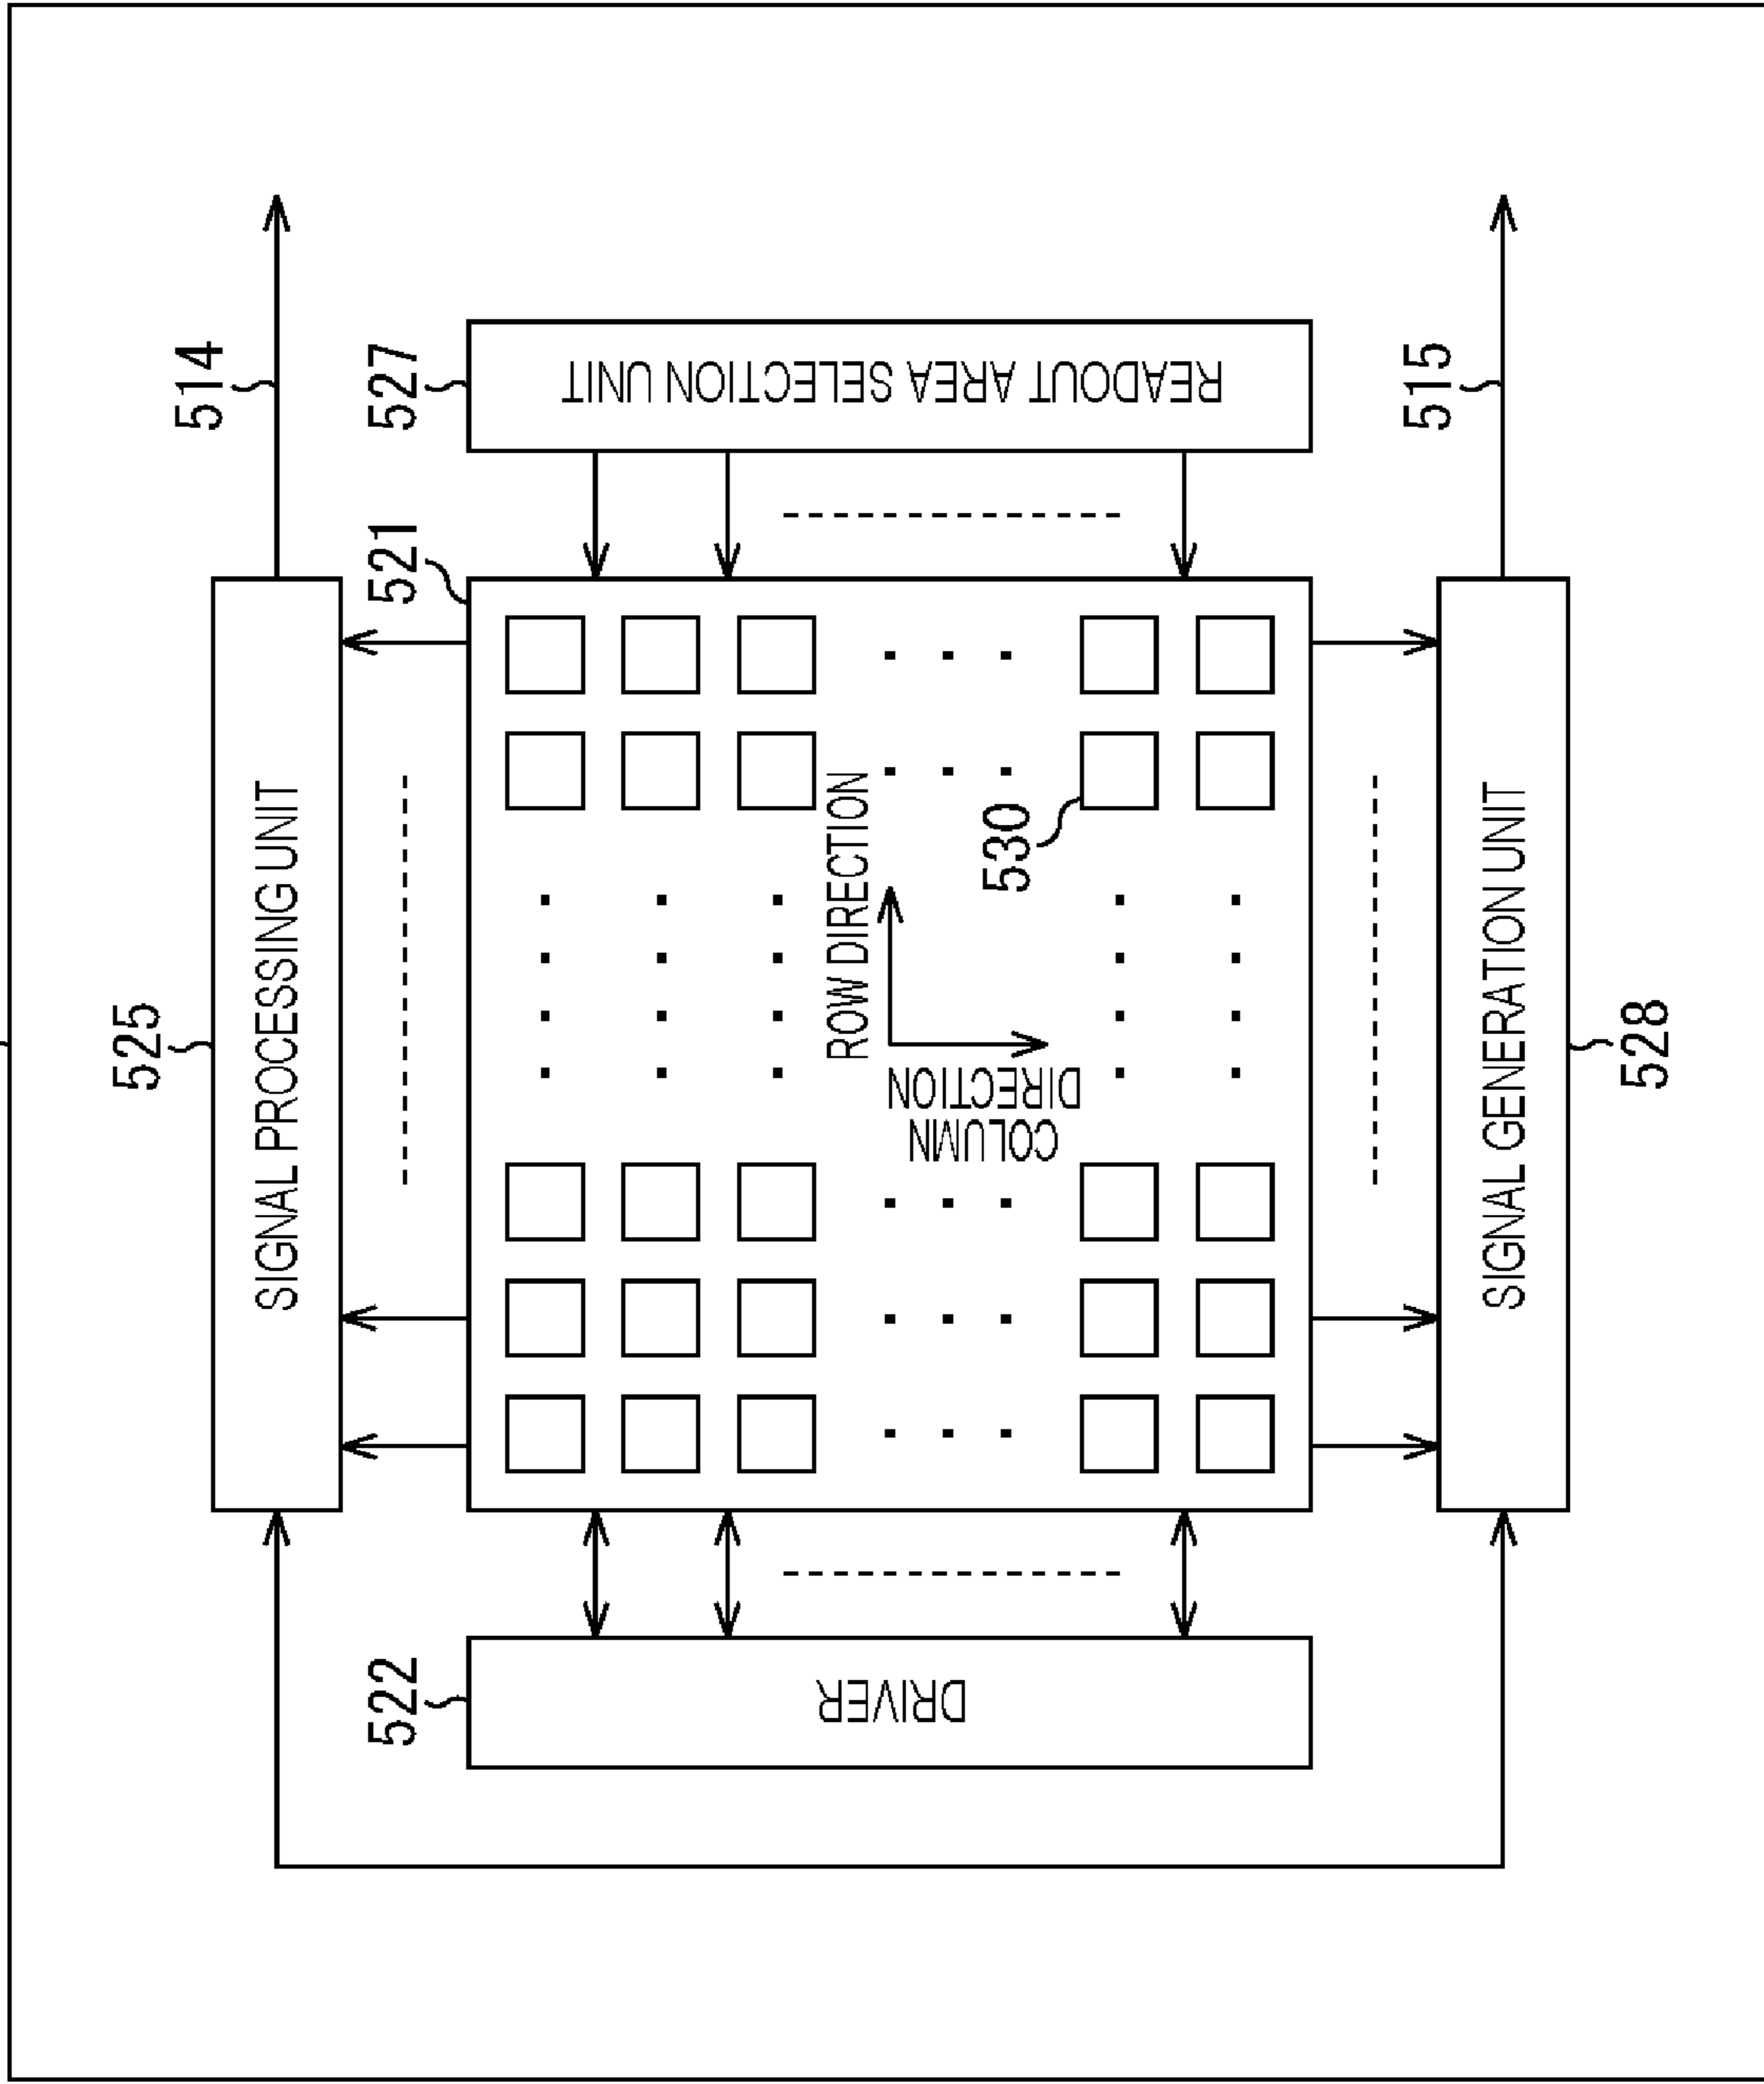 525
SIGNAL PROCESSING UNIT
514
522
DRIVER
521
527
READOUT AREA SELECTION UNIT
ROW DIRECTION
COLUMN
DIRECTION
530
SIGNAL GENERATION UNIT
515
528